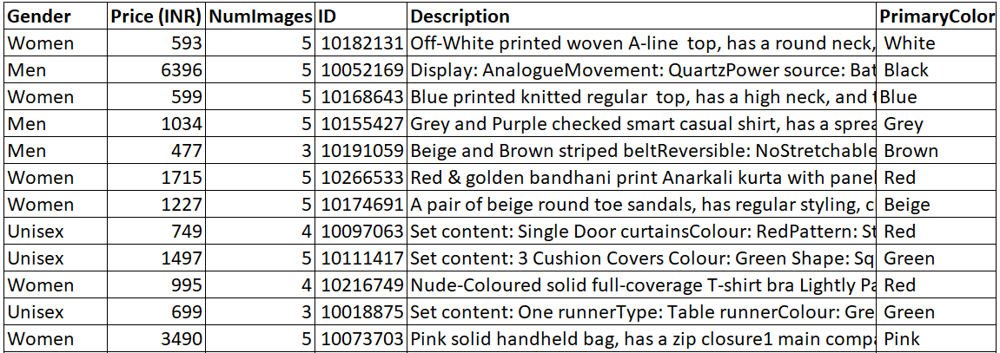 Gender Price (INR) NumImages ID Description PrimaryColor
Women 593 5 10182131 Off-White printed woven A-line  top, has a round neck, White
Men 6396 5 10052169 Display: AnalogueMovement: QuartzPower source: Bat Black
Women 599 5 10168643 Blue printed knitted regular  top, has a high neck, and t Blue
Men 1034 5 10155427 Grey and Purple checked smart casual shirt, has a sprea Grey
Men 477 3 10191059 Beige and Brown striped beltReversible: NoStretchable Brown
Women 1715 5 10266533 Red & golden bandhani print Anarkali kurta with panel Red
Women 1227 5 10174691 A pair of beige round toe sandals, has regular styling, c Beige
Unisex 749 4 10097063 Set content: Single Door curtainsColour: RedPattern: St Red
Unisex 1497 5 10111417 Set content: 3 Cushion Covers Colour: Green Shape: Sq Green
Women 995 4 10216749 Nude-Coloured solid full-coverage T-shirt bra Lightly Pa Red
Unisex 699 3 10018875 Set content: One runnerType: Table runnerColour: Gre Green
Women 3490 5 10073703 Pink solid handheld bag, has a zip closure1 main compa Pink